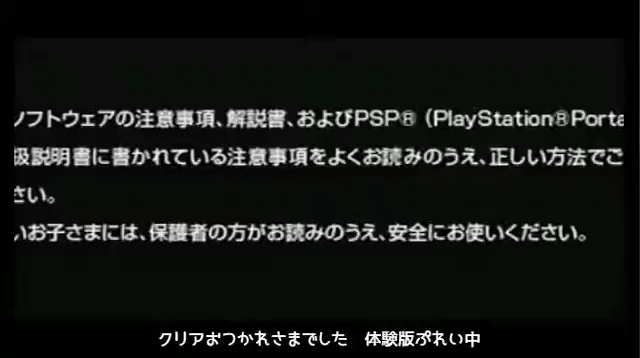 ソフトウェアの注意事項、解説書、およびPSP®（PlayStation®Porta
扱説明書に書かれている注意事項をよくお読みのうえ、正しい方法でご
さい。
いお子さまには、保護者の方がお読みのうえ、安全にお使いください。
クリアおつかれさまでした　体験版ぷれい中